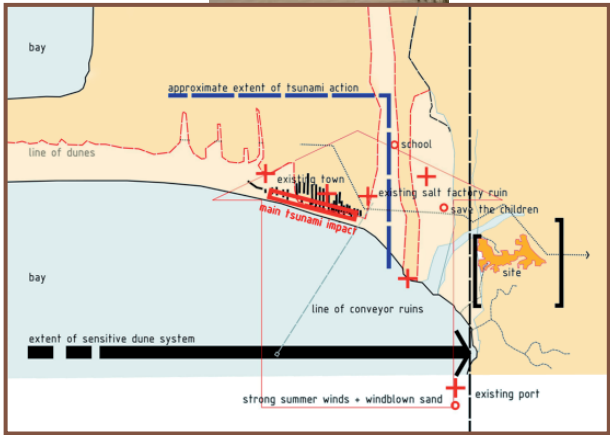 bay
approximate extent of tsunami action
school
line of dunes
existing town
existing salt factory ruin
save the children
main tsunami impact
site
bay
line of conveyor ruins
extent of sensitive dune system
existing port
strong summer winds + windblown sand